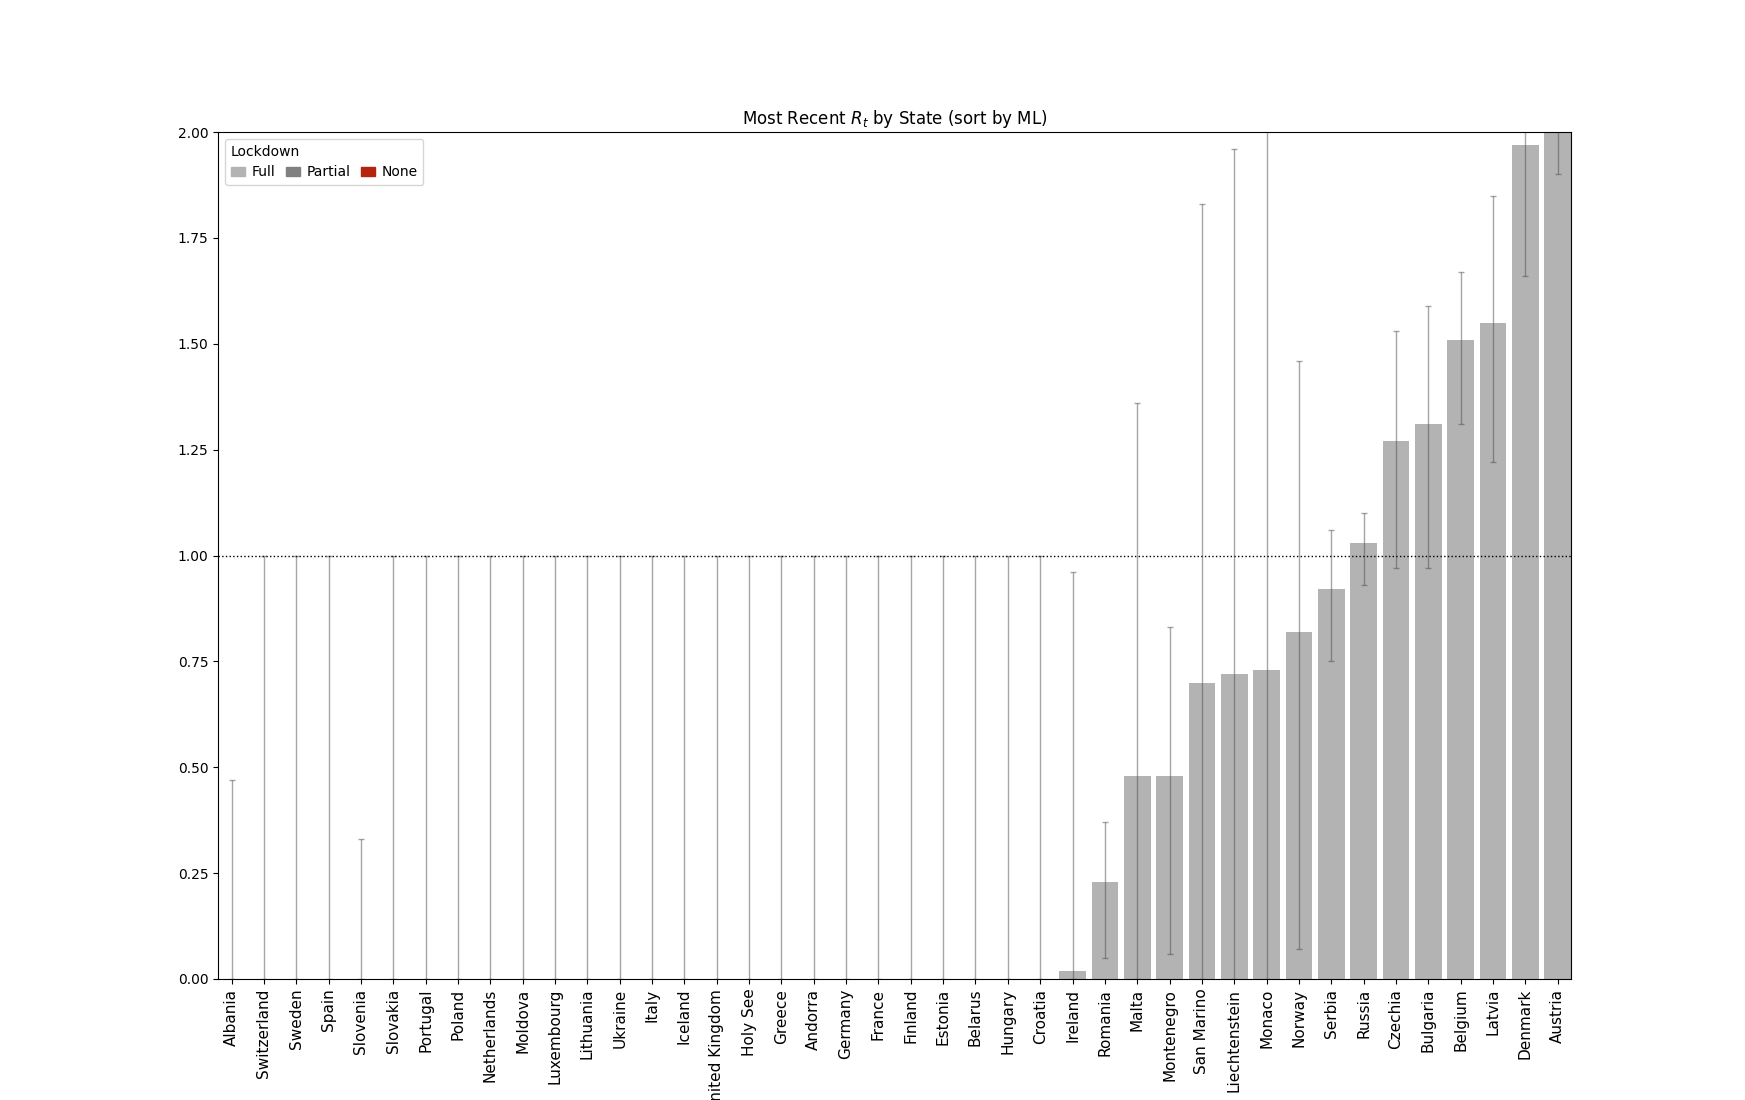 Most Recent Rt by State (sort by ML)
Lockdown
Full Partial None
2.00
1.75
1.50
1.25
1.00
0.75
0.50
0.25
0.00
Albania
Switzerland
Sweden
Spain
Slovenia
Slovakia
Portugal
Poland
Netherlands
Moldova
Luxembourg
Lithuania
Ukraine
Italy
Iceland
nited Kingdom
Holy See
Greece
Andorra
Germany
France
Finland
Estonia
Belarus
Hungary
Croatia
Ireland
Romania
Malta
Montenegro
San Marino
Liechtenstein
Monaco
Norway
Serbia
Russia
Czechia
Bulgaria
Belgium
Latvia
Denmark
Austria